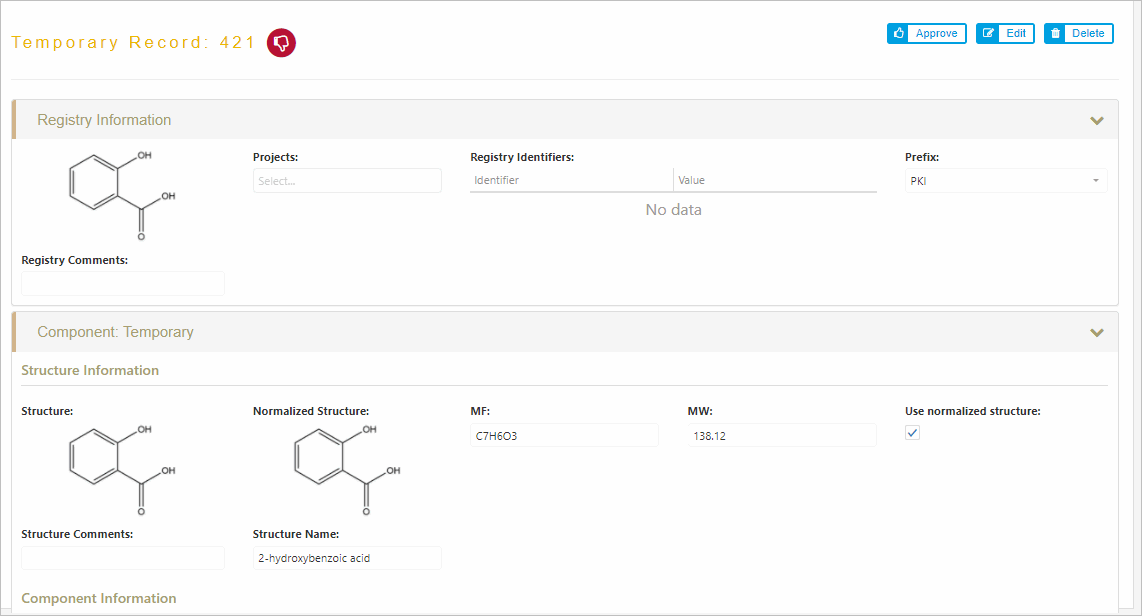 Temporary Record: 421
Approve
Edit
Delete
Registry Information
OH
OH
O
Projects:
Select...
Registry Identifiers:
Identifier
Value
No data
Prefix:
PKI
Registry Comments:
Component: Temporary
Structure Information
Structure:
OH
OH
O
Normalized Structure:
OH
OH
O
MF:
C7H6O3
MW:
138.12
Use normalized structure:
Structure Comments:
Structure Name:
2-hydroxybenzoic acid
Component Information